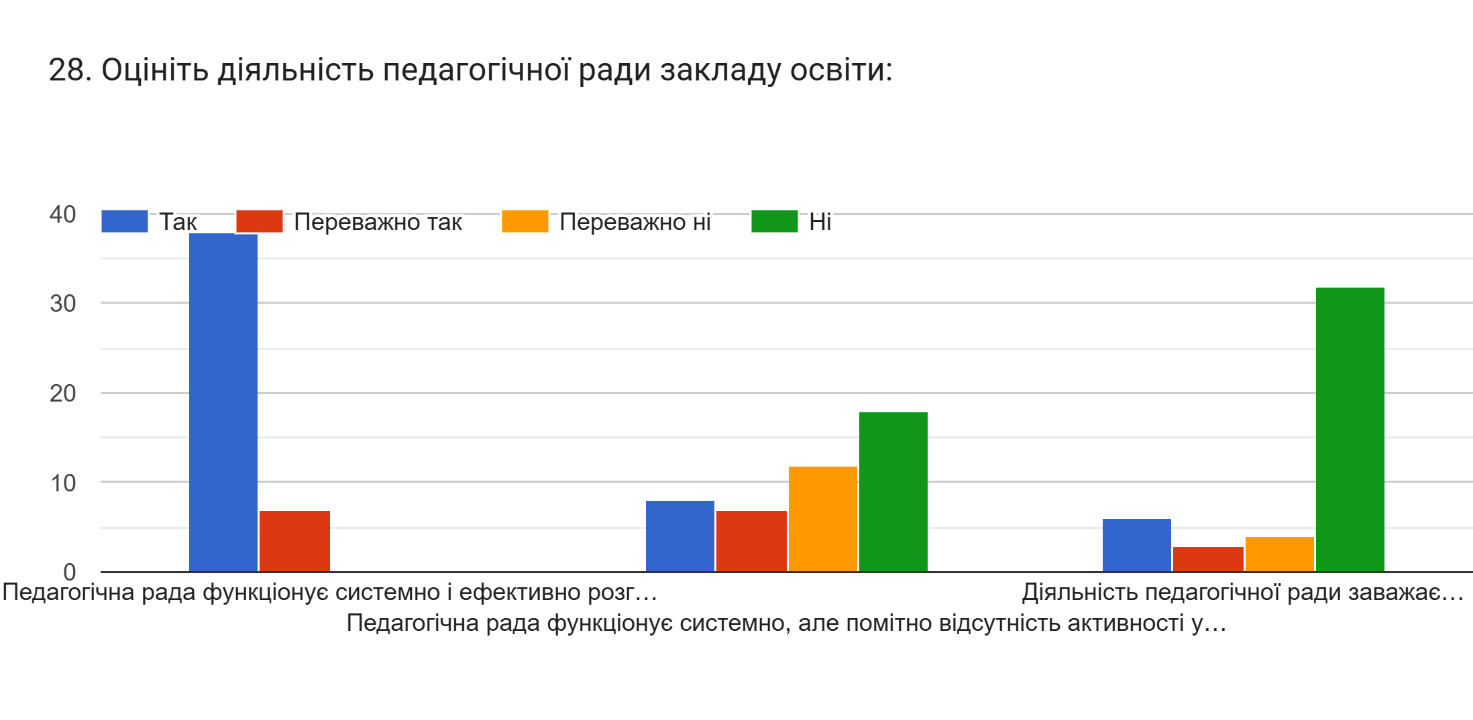 28. Оцініть діяльність педагогічної ради закладу освіти:
40 Так Переважно так Переважно ні Ні
30
20
10
0
Педагогічна рада функціонує системно і ефективно розг… Діяльність педагогічної ради заважає…
Педагогічна рада функціонує системно, але помітно відсутність активності у…